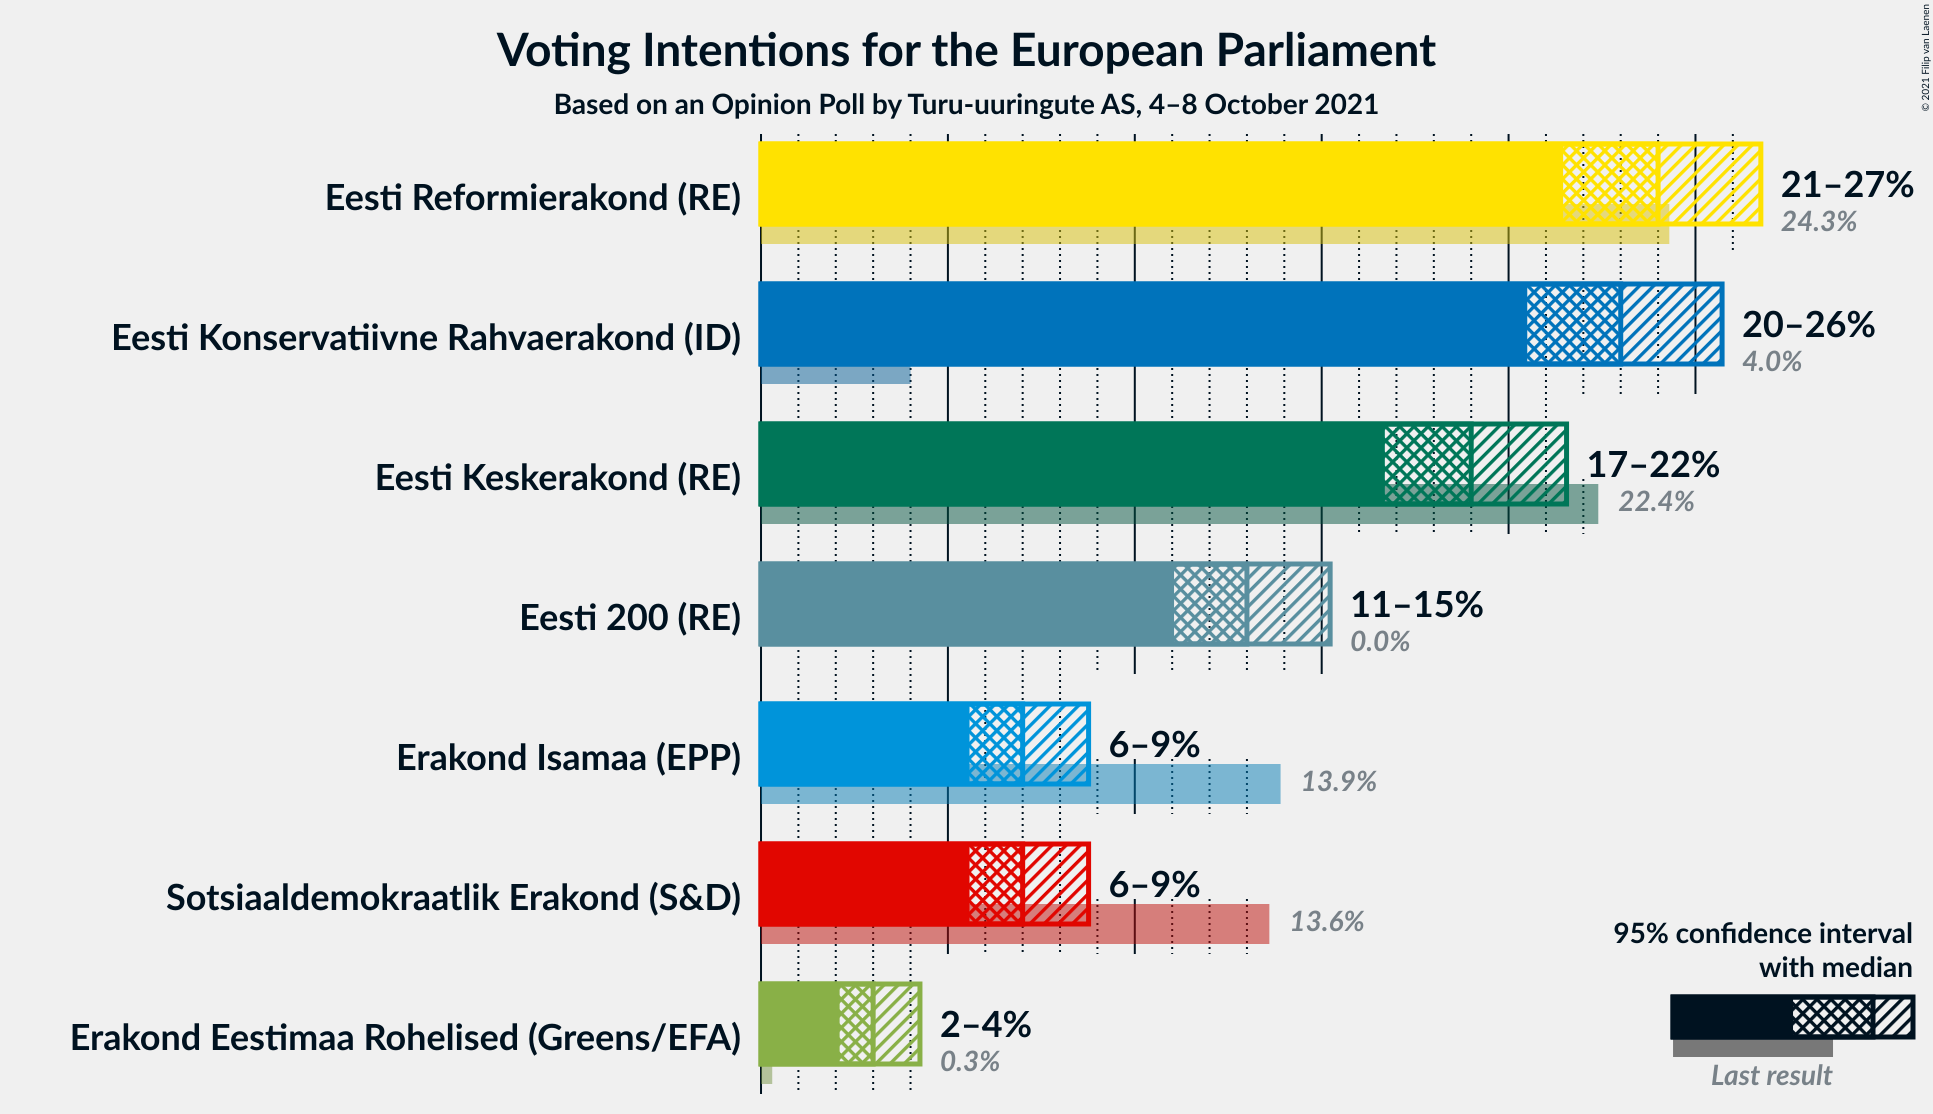 Voting Intentions for the European Parliament
Based on an Opinion Poll by Turu-uuringute AS, 4–8 October 2021
© 2021 Filip van Laenen
Eesti Reformierakond (RE)
21–27%
24.3%
Eesti Konservatiivne Rahvaerakond (ID)
20–26%
4.0%
Eesti Keskerakond (RE)
17–22%
22.4%
Eesti 200 (RE)
11–15%
0.0%
Erakond Isamaa (EPP)
6–9%
13.9%
Sotsiaaldemokraatlik Erakond (S&D)
6–9%
13.6%
Erakond Eestimaa Rohelised (Greens/EFA)
2–4%
0.3%
95% confidence interval
with median
Last result